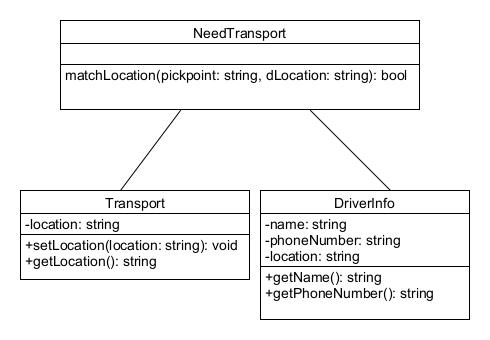 NeedTransport
matchLocation(pickpoint: string, dLocation: string): bool
Transport
-location: string
+setLocation(location: string): void
+getLocation(): string
DriverInfo
-name: string
-phoneNumber: string
-location: string
+getName(): string
+getPhoneNumber(): string